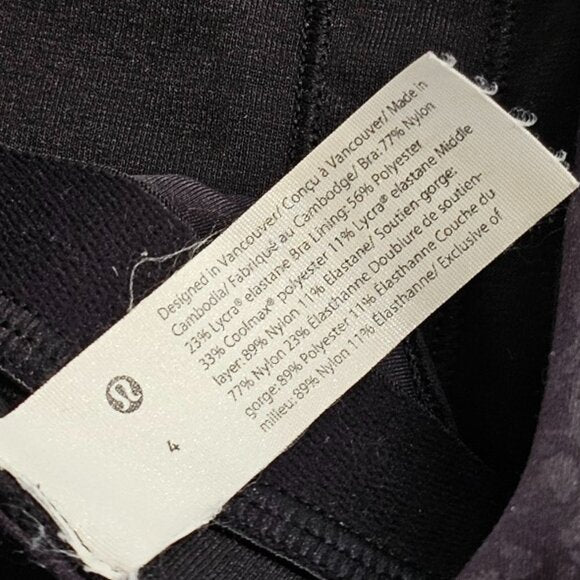 Designed in Vancouver/ Conçu à Vancouver/ Made in
Cambodia/ Fabriqué au Cambodge/ Bra: 77% Nylon
23% Lycra® elastane Bra Lining: 56% Polyester
33% Coolmax® polyester 11% Lycra® elastane Middle
layer: 89% Nylon 11% Elastane/ Soutien-gorge:
77% Nylon 23% Élasthanne Doubiure de soutien-
gorge: 89% Polyester 11% Élasthanne Couche du
milieu: 89% Nylon 11% Élasthanne/ Exclusive of
4